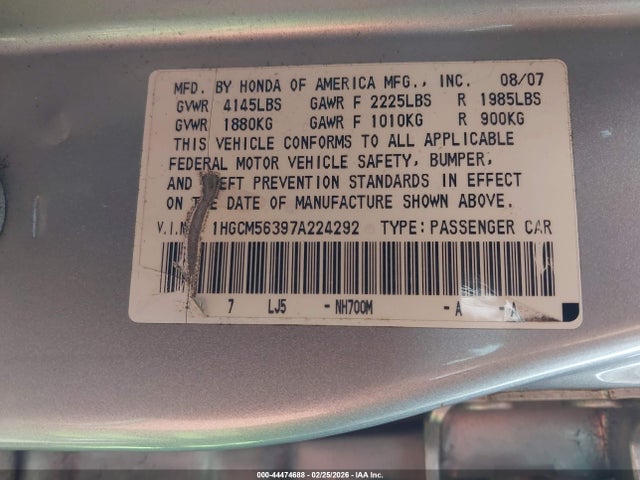 MFD. BY HONDA OF AMERICA MFG., INC. 08/07
GVWR 4145LBS GAWR F 2225LBS R 1985LBS
GVWR 1880KG GAWR F 1010KG R 900KG
THIS VEHICLE CONFORMS TO ALL APPLICABLE
FEDERAL MOTOR VEHICLE SAFETY, BUMPER,
AND THEFT PREVENTION STANDARDS IN EFFECT
ON THE DATE OF MANUFACTURE SHOWN ABOVE.
V.I.N. 1HGCM56397A224292 TYPE: PASSENGER CAR
7 LJ5 - NH700M - A -
000-44474688 - 02/25/2026 - IAA Inc.